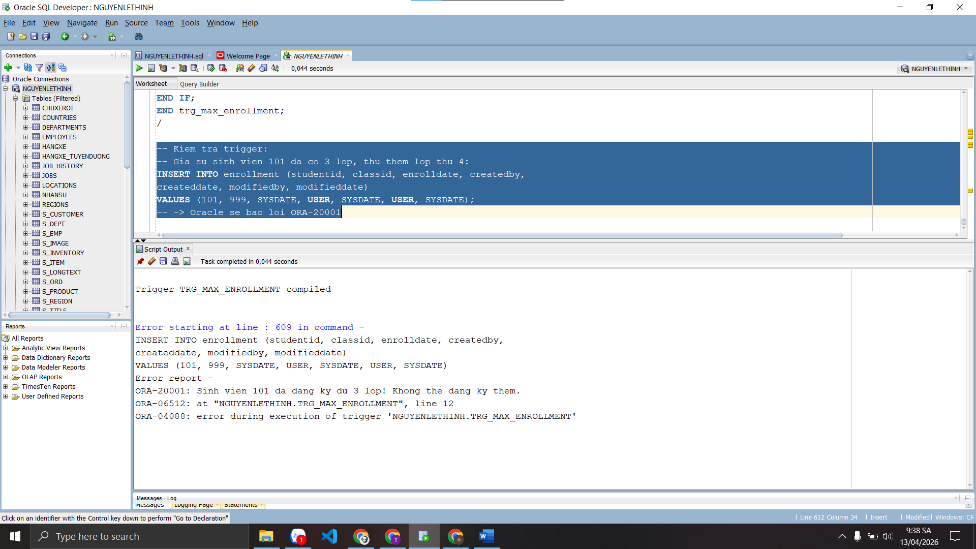 Oracle SQL Developer : NGUYENLETHINH
File Edit View Navigate Run Source Team Tools Window Help
Connections
NGUYENLETHINH.sql
Welcome Page
NGUYENLETHINH
0,044 seconds
NGUYENLETHINH
Worksheet Query Builder
Oracle Connections
NGUYENLETHINH
Tables (Filtered)
CHUXEROI
COUNTRIES
DEPARTMENTS
EMPLOYEES
HANGXE
HANGXE_TUYENDUONG
JOB_HISTORY
JOBS
LOCATIONS
NHANSU
REGIONS
S_CUSTOMER
S_DEPT
S_EMP
S_IMAGE
S_INVENTORY
S_ITEM
S_LONGTEXT
S_ORD
S_PRODUCT
S_REGION
S_TITLE
END IF;
END trg_max_enrollment;
/
-- Kiem tra trigger:
-- Gia su sinh vien 101 da co 3 lop, thu them lop thu 4:
INSERT INTO enrollment (studentid, classid, enrolldate, createdby,
createddate, modifiedby, modifieddate)
VALUES (101, 999, SYSDATE, USER, SYSDATE, USER, SYSDATE);
-- -> Oracle se bao loi ORA-20001
Script Output
Task completed in 0,044 seconds
Trigger TRG_MAX_ENROLLMENT compiled
Error starting at line : 609 in command -
INSERT INTO enrollment (studentid, classid, enrolldate, createdby,
createddate, modifiedby, modifieddate)
VALUES (101, 999, SYSDATE, USER, SYSDATE, USER, SYSDATE)
Error report -
ORA-20001: Sinh vien 101 da dang ky du 3 lop! Khong the dang ky them.
ORA-06512: at "NGUYENLETHINH.TRG_MAX_ENROLLMENT", line 12
ORA-04088: error during execution of trigger 'NGUYENLETHINH.TRG_MAX_ENROLLMENT'
Reports
All Reports
Analytic View Reports
Data Dictionary Reports
Data Modeler Reports
OLAP Reports
TimesTen Reports
User Defined Reports
Messages - Log
Messages Logging Page Statements
Click on an identifier with the Control key down to perform "Go to Declaration"
Line 612 Column 34 Insert Modified Windows: CR
Type here to search
9:38 SA
13/04/2026